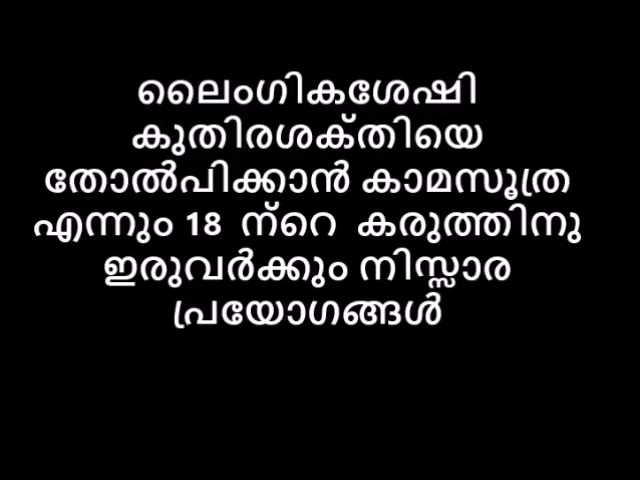 ലൈംഗികശേഷി
കുതിരശക്തിയെ
തോൽപിക്കാൻ കാമസൂത്ര
എന്നും 18 ന്റെ കരുത്തിനു
ഇരുവർക്കും നിസ്സാര
പ്രയോഗങ്ങൾ